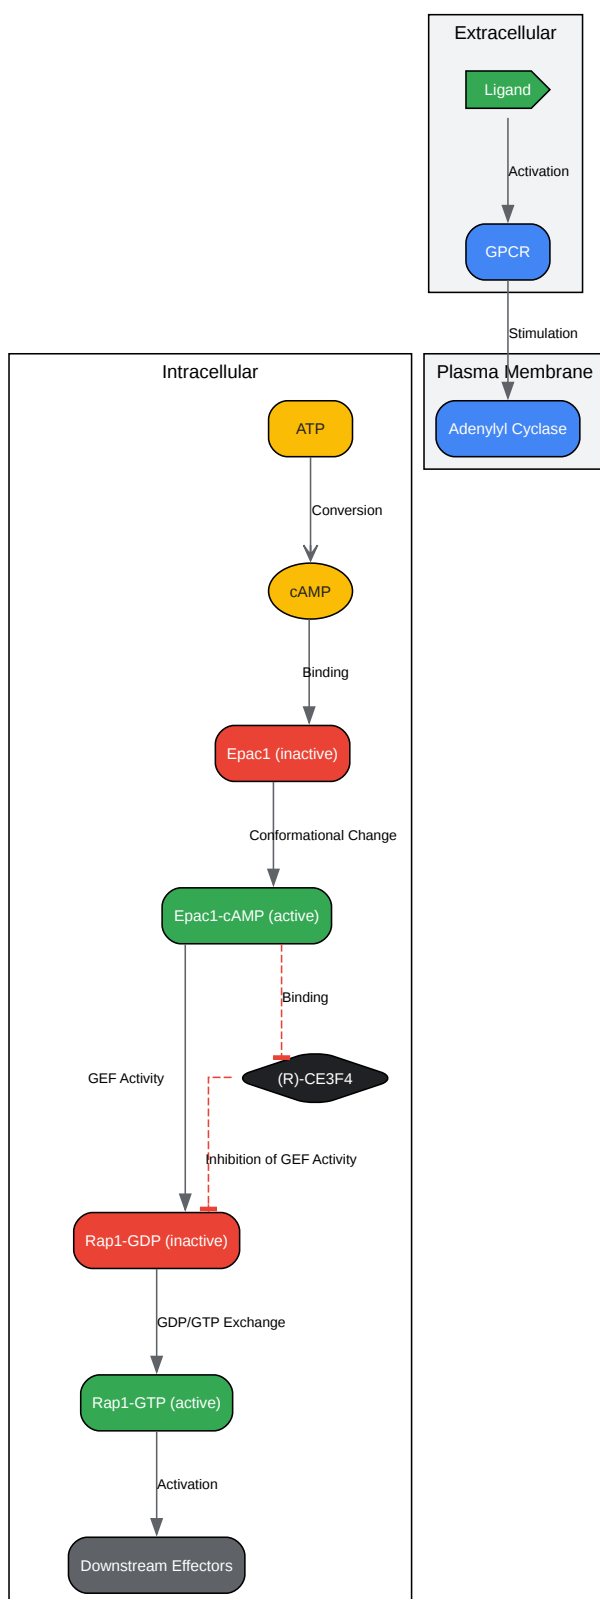 Extracellular
Ligand
Activation
GPCR
Stimulation
Intracellular
Plasma Membrane
ATP
Adenylyl Cyclase
Conversion
cAMP
Binding
Epac1 (inactive)
Conformational Change
Epac1-cAMP (active)
Binding
GEF Activity
(R)-CE3F4
Inhibition of GEF Activity
Rap1-GDP (inactive)
GDP/GTP Exchange
Rap1-GTP (active)
Activation
Downstream Effectors